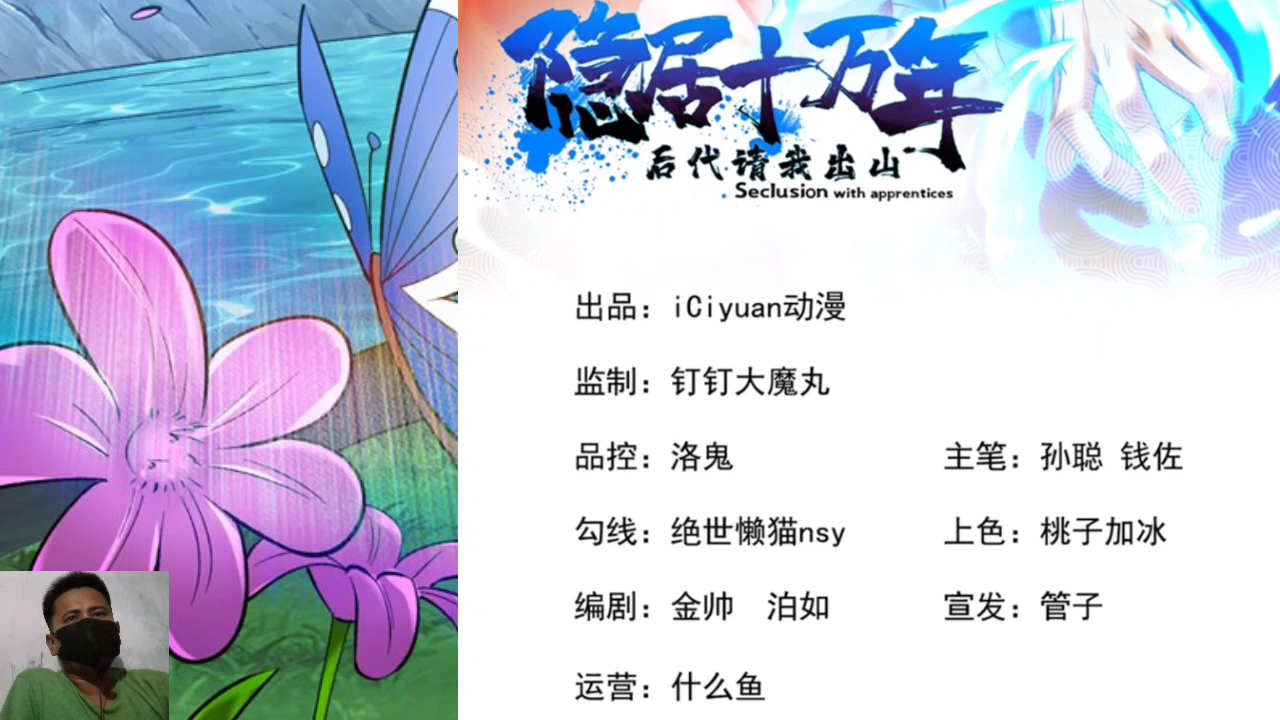 隐居十万年
后代请我出山
Seclusion with apprentices
出品：iCiyuan动漫
监制：钉钉大魔丸
品控：洛鬼 主笔：孙聪 钱佐
勾线：绝世懒猫nsy 上色：桃子加冰
编剧：金帅 泊如 宣发：管子
运营：什么鱼